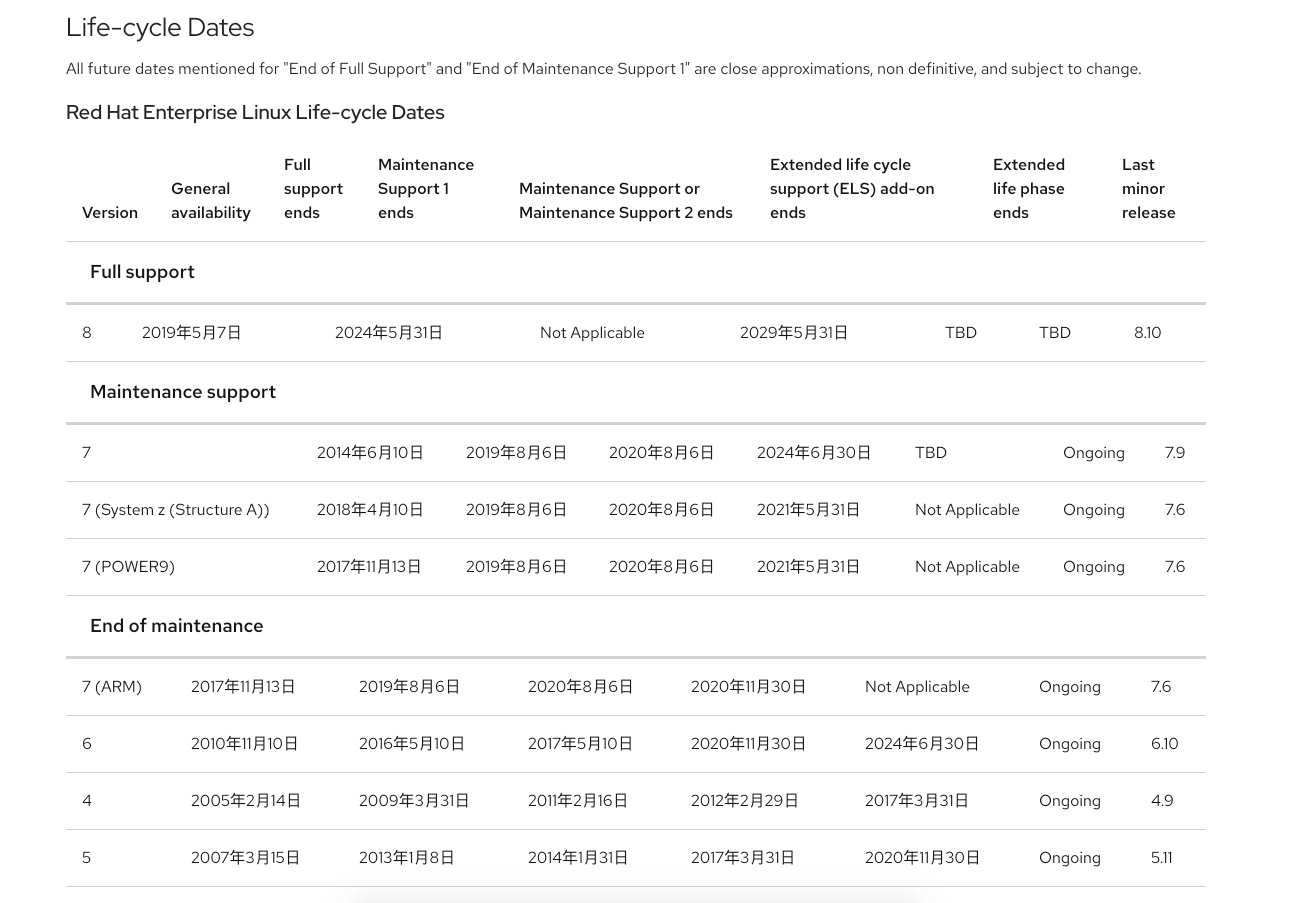 Life-cycle Dates
All future dates mentioned for "End of Full Support" and "End of Maintenance Support 1" are close approximations, non definitive, and subject to change.
Red Hat Enterprise Linux Life-cycle Dates
Version General availability Full support ends Maintenance Support 1 ends Maintenance Support or Maintenance Support 2 ends Extended life cycle support (ELS) add-on ends Extended life phase ends Last minor release
Full support
8 2019年5月7日 2024年5月31日 Not Applicable 2029年5月31日 TBD TBD 8.10
Maintenance support
7 2014年6月10日 2019年8月6日 2020年8月6日 2024年6月30日 TBD Ongoing 7.9
7 (System z (Structure A)) 2018年4月10日 2019年8月6日 2020年8月6日 2021年5月31日 Not Applicable Ongoing 7.6
7 (POWER9) 2017年11月13日 2019年8月6日 2020年8月6日 2021年5月31日 Not Applicable Ongoing 7.6
End of maintenance
7 (ARM) 2017年11月13日 2019年8月6日 2020年8月6日 2020年11月30日 Not Applicable Ongoing 7.6
6 2010年11月10日 2016年5月10日 2017年5月10日 2020年11月30日 2024年6月30日 Ongoing 6.10
4 2005年2月14日 2009年3月31日 2011年2月16日 2012年2月29日 2017年3月31日 Ongoing 4.9
5 2007年3月15日 2013年1月8日 2014年1月31日 2017年3月31日 2020年11月30日 Ongoing 5.11